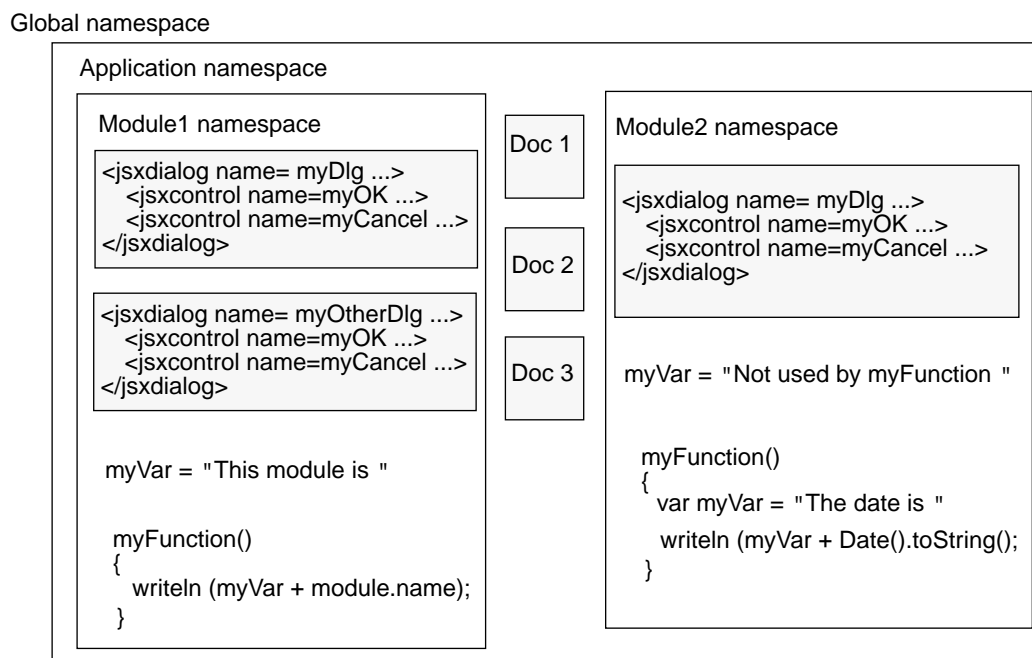 Global namespace
Application namespace
Module1 namespace
<jsxdialog name= myDlg ...>
<jsxcontrol name=myOK ...>
<jsxcontrol name=myCancel ...>
</jsxdialog>
<jsxdialog name= myOtherDlg ...>
<jsxcontrol name=myOK ...>
<jsxcontrol name=myCancel ...>
</jsxdialog>
myVar = "This module is "
myFunction()
{
writeln (myVar + module.name);
}
Doc 1
Doc 2
Doc 3
Module2 namespace
<jsxdialog name= myDlg ...>
<jsxcontrol name=myOK ...>
<jsxcontrol name=myCancel ...>
</jsxdialog>
myVar = "Not used by myFunction "
myFunction()
{
var myVar = "The date is "
writeln (myVar + Date().toString();
}